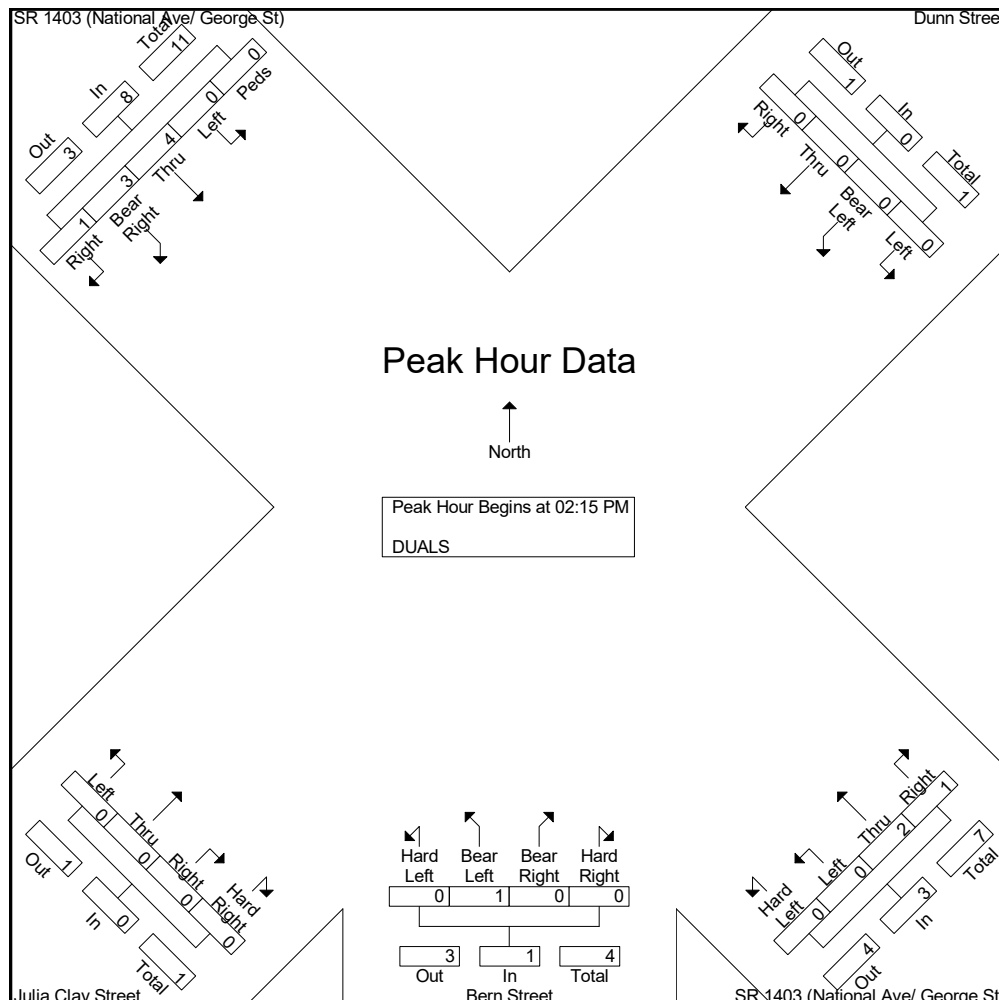 SR 1403 (National Ave/ George St)
Total
11
In
8
Out
3
0
Peds
0
Left
4
Thru
3
Bear
Right
1
Right
Dunn Stree
Out
1
In
0
Total
1
0
Right
0
Thru
0
Bear
Left
0
Left
Peak Hour Data
North
Peak Hour Begins at 02:15 PM
DUALS
Left
0
Thru
0
Right
0
Hard
Right
0
Out
1
In
0
Total
1
Julia Clay Street
Hard Left Bear Left Bear Right Hard Right
0 1 0 0
3 1 4
Out In Total
Bern Street
Right
1
Thru
2
Left
0
Hard
Left
0
Total
7
In
3
Out
4
SR 1403 (National Ave/ George St